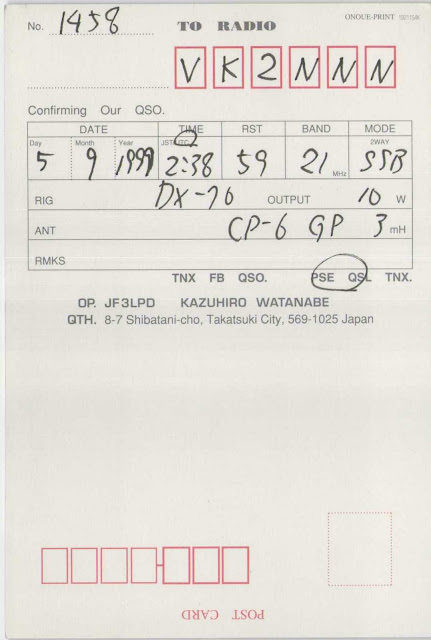 No. 1458
TO RADIO
ONOUE-PRINT
VK2NNN
Confirming Our QSO.
DATE TIME RST BAND MODE
Day Month Year JST UTC 2WAY
5 9 1999 2:38 59 21 MHz SSB
RIG DX-70 OUTPUT 10 W
ANT CP-6 GP 3 mH
RMKS
TNX FB QSO. PSE QSL TNX.
OP. JF3LPD KAZUHIRO WATANABE
QTH. 8-7 Shibatani-cho, Takatsuki City, 569-1025 Japan
POST CARD